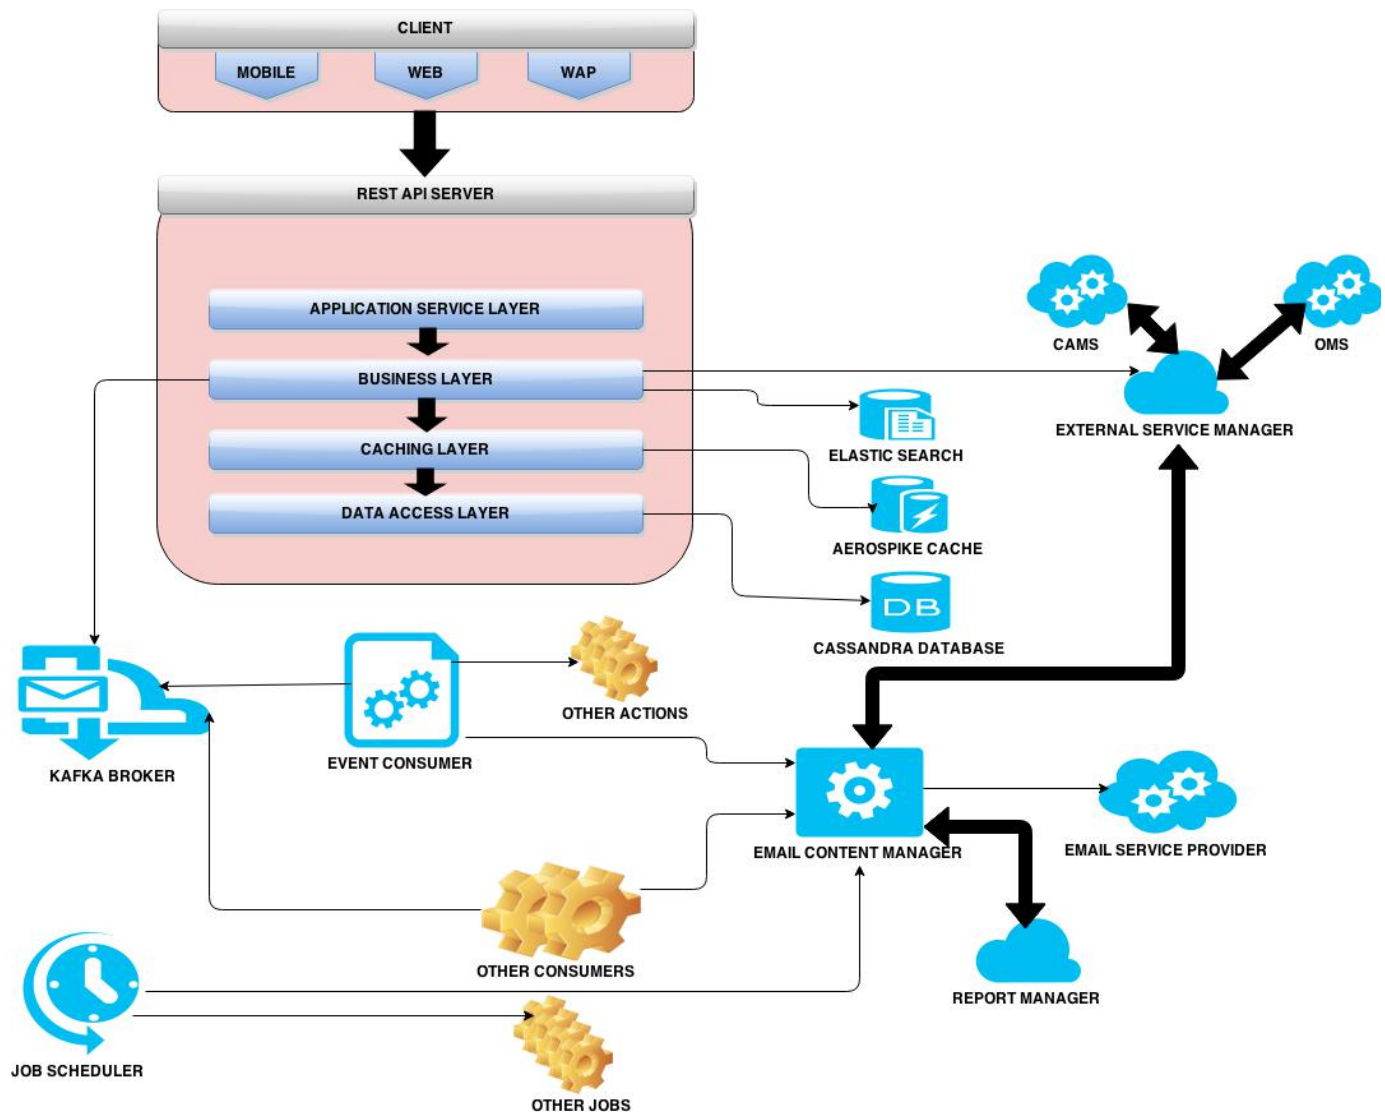 CLIENT
MOBILE
WEB
WAP
REST API SERVER
APPLICATION SERVICE LAYER
BUSINESS LAYER
CACHING LAYER
DATA ACCESS LAYER
CAMS
OMS
EXTERNAL SERVICE MANAGER
ELASTIC SEARCH
AEROSPIKE CACHE
DB
CASSANDRA DATABASE
OTHER ACTIONS
KAFKA BROKER
EVENT CONSUMER
EMAIL CONTENT MANAGER
EMAIL SERVICE PROVIDER
OTHER CONSUMERS
REPORT MANAGER
JOB SCHEDULER
OTHER JOBS